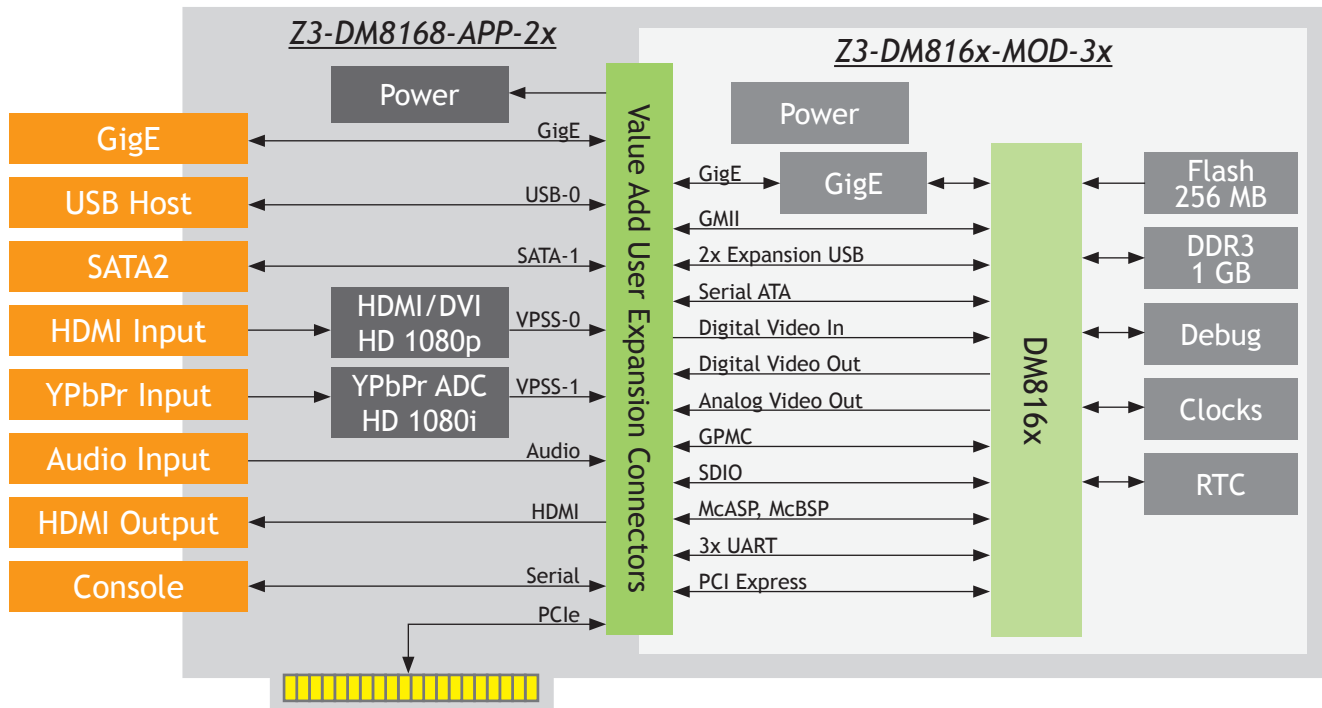 Z3-DM8168-APP-2x
Z3-DM816x-MOD-3x
Power
GigE
USB Host
SATA2
HDMI Input
YPbPr Input
Audio Input
HDMI Output
Console
GigE
USB-0
SATA-1
HDMI/DVI
HD 1080p
VPSS-0
YPbPr ADC
HD 1080i
VPSS-1
Audio
HDMI
Serial
PCIe
Value Add User Expansion Connectors
Power
GigE
GigE
GMII
2x Expansion USB
Serial ATA
Digital Video In
Digital Video Out
Analog Video Out
GPMC
SDIO
McASP, McBSP
3x UART
PCI Express
DM816x
Flash
256 MB
DDR3
1 GB
Debug
Clocks
RTC